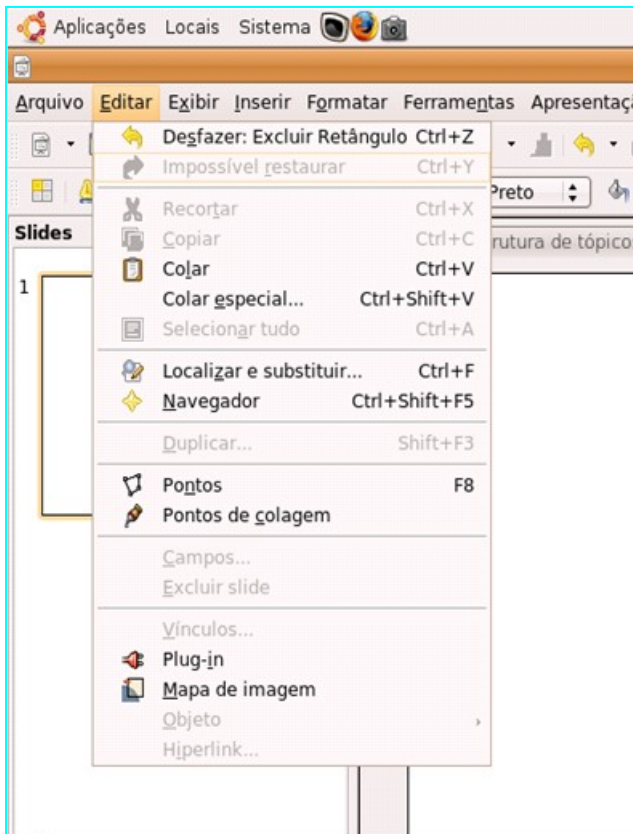 Aplicações Locais Sistema
Arquivo Editar Exibir Inserir Formatar Ferramentas Apresentaç
Desfazer: Excluir Retângulo Ctrl+Z
Impossível restaurar Ctrl+Y
Preto
Recortar Ctrl+X
Slides
Copiar Ctrl+C
rutura de tópico
1
Colar Ctrl+V
Colar especial... Ctrl+Shift+V
Selecionar tudo Ctrl+A
Localizar e substituir... Ctrl+F
Navegador Ctrl+Shift+F5
Duplicar... Shift+F3
Pontos F8
Pontos de colagem
Campos...
Excluir slide
Vínculos...
Plug-in
Mapa de imagem
Objeto
Hiperlink...